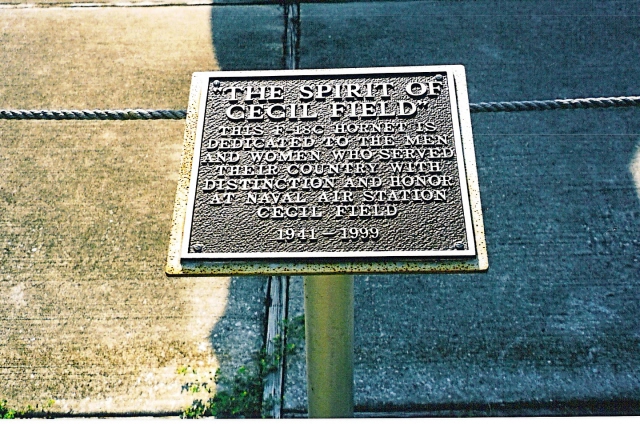 "THE SPIRIT OF
CECIL FIELD"
THIS F-18C HORNET IS
DEDICATED TO THE MEN
AND WOMEN WHO SERVED
THEIR COUNTRY WITH
DISTINCTION AND HONOR
AT NAVAL AIR STATION
CECIL FIELD
1941 - 1999